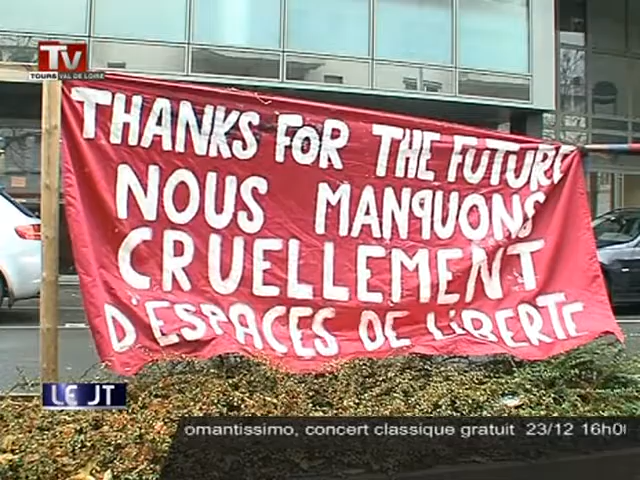 TV
TOURS VAL DE LOIRE
THANKS FOR THE FUTURE
NOUS MANQUONS
CRUELLEMENT
D'ESPACES DE LIBERTE
LE JT
omantissimo, concert classique gratuit 23/12 16h0